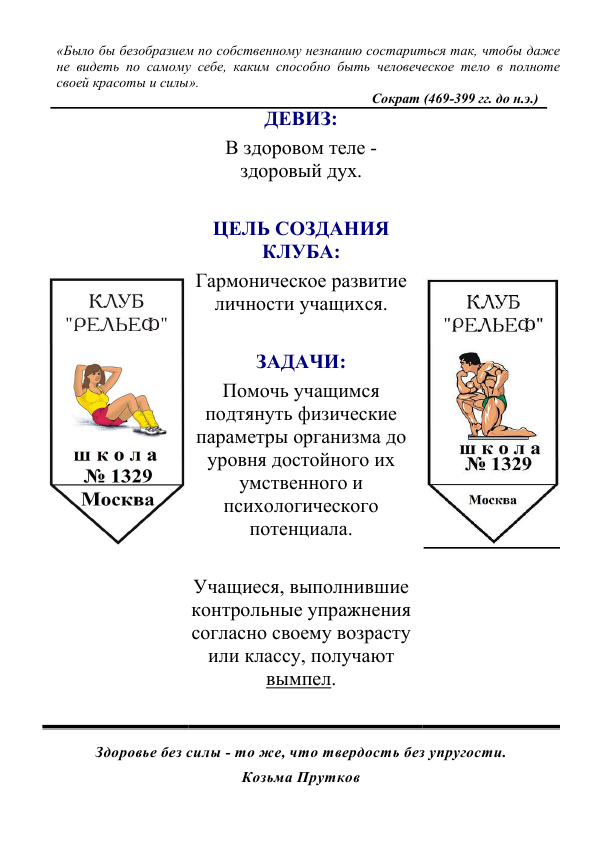 «Было бы безобразием по собственному незнанию состариться так, чтобы даже
не видеть по самому себе, каким способно быть человеческое тело в полноте
своей красоты и силы».
Сократ (469-399 гг. до н.э.)
ДЕВИЗ:
В здоровом теле -
здоровый дух.
ЦЕЛЬ СОЗДАНИЯ
КЛУБА:
Гармоническое развитие
личности учащихся.
ЗАДАЧИ:
Помочь учащимся
подтянуть физические
параметры организма до
уровня достойного их
умственного и
психологического
потенциала.
Учащиеся, выполнившие
контрольные упражнения
согласно своему возрасту
или классу, получают
вымпел.
КЛУБ
"РЕЛЬЕФ"
школа
№ 1329
Москва
КЛУБ
"РЕЛЬЕФ"
школа
№ 1329
Москва
Здоровье без силы - то же, что твердость без упругости.
Козьма Прутков